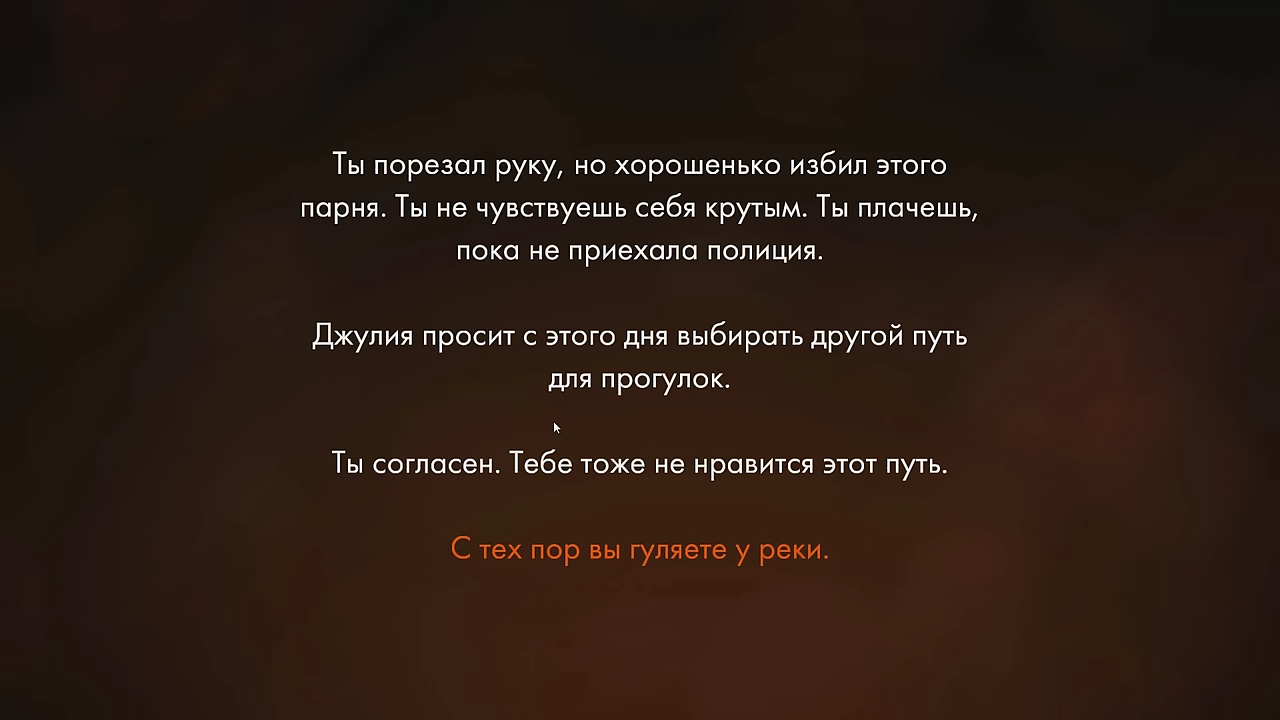 Ты порезал руку, но хорошенько избил этого
парня. Ты не чувствуешь себя крутым. Ты плачешь,
пока не приехала полиция.
Джулия просит с этого дня выбирать другой путь
для прогулок.
Ты согласен. Тебе тоже не нравится этот путь.
С тех пор вы гуляете у реки.